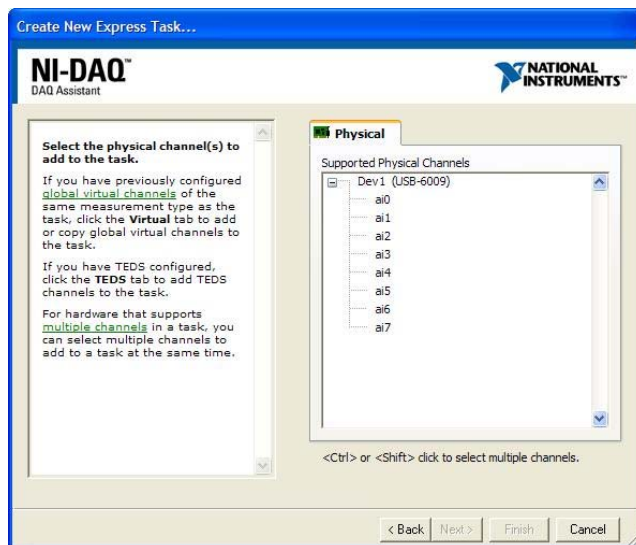 Create New Express Task...
NI-DAQ™
DAQ Assistant
NATIONAL
INSTRUMENTS™
Select the physical channel(s) to
add to the task.
If you have previously configured
global virtual channels of the
same measurement type as the
task, click the Virtual tab to add
or copy global virtual channels to
the task.
If you have TEDS configured,
click the TEDS tab to add TEDS
channels to the task.
For hardware that supports
multiple channels in a task, you
can select multiple channels to
add to a task at the same time.
Physical
Supported Physical Channels
Dev1 (USB-6009)
ai0
ai1
ai2
ai3
ai4
ai5
ai6
ai7
<Ctrl> or <Shift> click to select multiple channels.
< Back Next > Finish Cancel